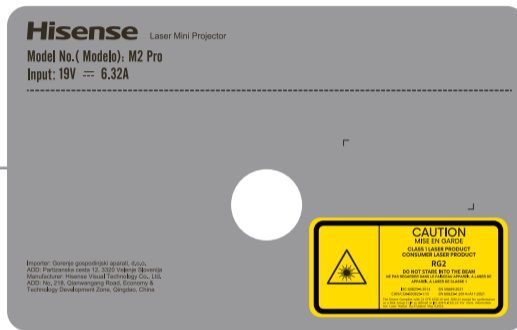 Hisense Laser Mini Projector
Model No.( Modelo): M2 Pro
Input: 19V ⎓ 6.32A
Importer: Gorenje gospodinjski aparati, d.o.o.
ADD: Partizanska cesta 12, 3320 Velenje Slovenija
Manufacturer: Hisense Visual Technology Co., Ltd.
ADD: No, 218, Qianwangang Road, Economy &
Technology Development Zone, Qingdao, China
CAUTION
MISE EN GARDE
CLASS 1 LASER PRODUCT
CONSUMER LASER PRODUCT
RG2
DO NOT STARE INTO THE BEAM